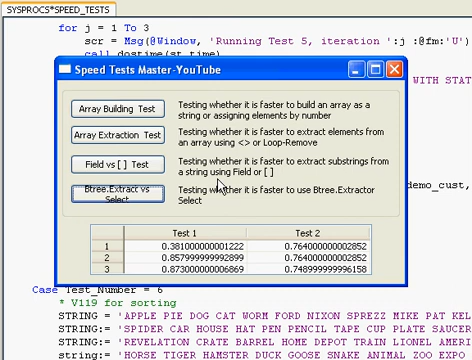 SYSPROCS*SPEED_TESTS
for j = 1 To 3
scr = Msg(@Window, 'Running Test 5, iteration ':j :@fm:'U')
call dostime(st_time)
Speed Tests Master-YouTube
WITH STAT
Array Building Test
Testing whether it is faster to build an array as a
string or assigning elements by number
Array Extraction Test
Testing whether it is faster to extract elements from
an array using <> or Loop-Remove
Field vs [ ] Test
Testing whether it is faster to extract substrings from
a string using Field or [ ]
Btree.Extract vs
Select
Testing whether it is faster to use Btree.Extractor
Select
demo_cust,
Test 1 Test 2
1 0.381000000001222 0.764000000002852
2 0.857999999992899 0.764000000002852
3 0.873000000006869 0.748999999996158
Case Test_Number = 6
* V119 for sorting
STRING = 'APPLE PIE DOG CAT WORM FORD NIXON SPREZZ MIKE PAT KEL
STRING:= 'SPIDER CAR HOUSE HAT PEN PENCIL TAPE CUP PLATE SAUCER
STRING:= 'REVELATION CRATE BARREL HOME DEPOT TRAIN LIONEL AMERI
string:= 'HORSE TIGER HAMSTER DUCK GOOSE SNAKE ANIMAL ZOO EXPO